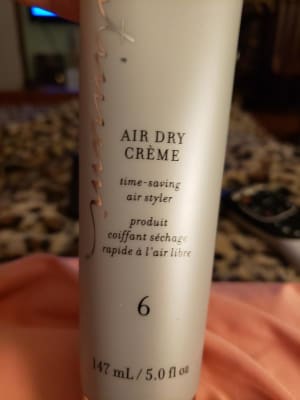 AIR DRY
CRÈME
time-saving
air styler
produit
coiffant séchage
rapide à l'air libre
6
147 mL / 5.0 fl oz